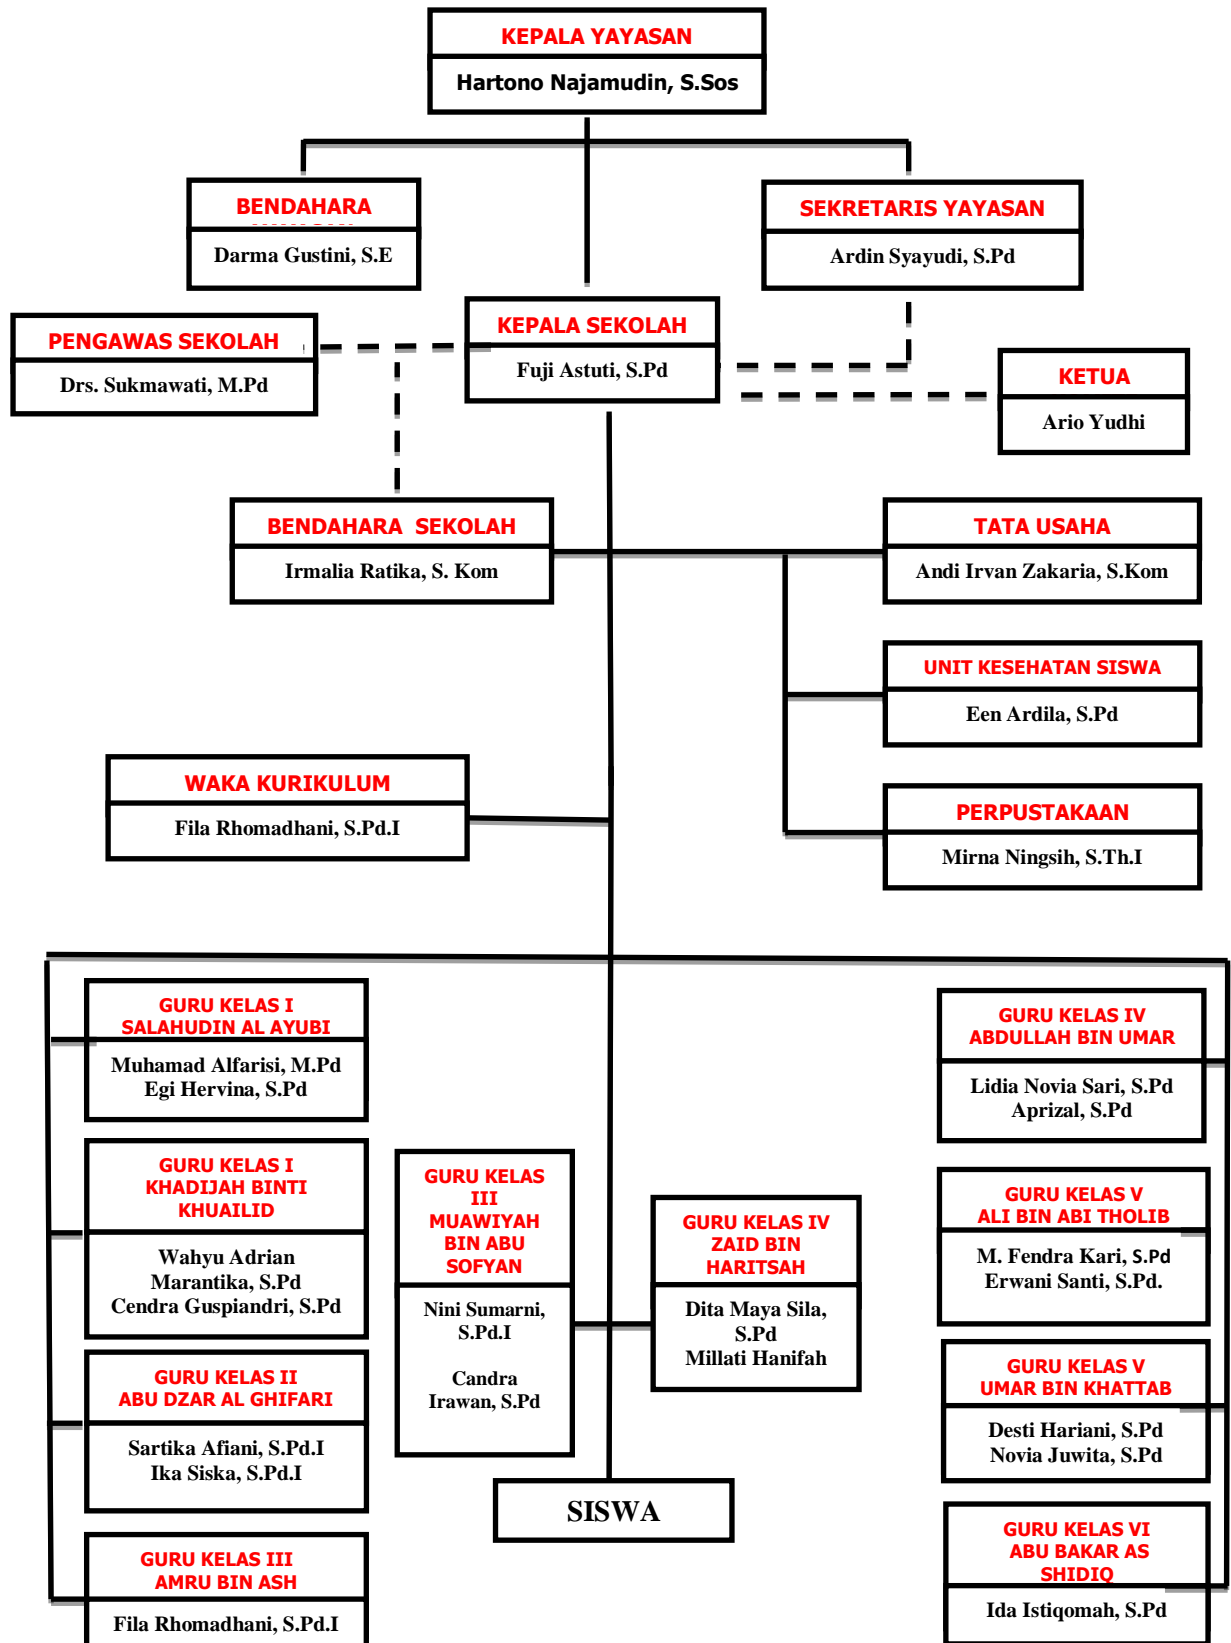 KEPALA YAYASAN
Hartono Najamudin, S.Sos
BENDAHARA
Darma Gustini, S.E
SEKRETARIS YAYASAN
Ardin Syayudi, S.Pd
PENGAWAS SEKOLAH
Drs. Sukmawati, M.Pd
KEPALA SEKOLAH
Fuji Astuti, S.Pd
KETUA
Ario Yudhi
BENDAHARA SEKOLAH
Irmalia Ratika, S. Kom
TATA USAHA
Andi Irvan Zakaria, S.Kom
UNIT KESEHATAN SISWA
Een Ardila, S.Pd
WAKA KURIKULUM
Fila Rhomadhani, S.Pd.I
PERPUSTAKAAN
Mirna Ningsih, S.Th.I
GURU KELAS I
SALAHUDIN AL AYUBI
Muhamad Alfarisi, M.Pd
Egi Hervina, S.Pd
GURU KELAS I
KHADIJAH BINTI
KHUAILID
Wahyu Adrian
Marantika, S.Pd
Cendra Guspiandri, S.Pd
GURU KELAS II
ABU DZAR AL GHIFARI
Sartika Afiani, S.Pd.I
Ika Siska, S.Pd.I
GURU KELAS III
AMRU BIN ASH
Fila Rhomadhani, S.Pd.I
GURU KELAS
III
MUAWIYAH
BIN ABU
SOFYAN
Nini Sumarni,
S.Pd.I
Candra
Irawan, S.Pd
GURU KELAS IV
ZAID BIN
HARITSAH
Dita Maya Sila,
S.Pd
Millati Hanifah
SISWA
GURU KELAS IV
ABDULLAH BIN UMAR
Lidia Novia Sari, S.Pd
Aprizal, S.Pd
GURU KELAS V
ALI BIN ABI THOLIB
M. Fendra Kari, S.Pd
Erwani Santi, S.Pd.
GURU KELAS V
UMAR BIN KHATTAB
Desti Hariani, S.Pd
Novia Juwita, S.Pd
GURU KELAS VI
ABU BAKAR AS
SHIDIQ
Ida Istiqomah, S.Pd